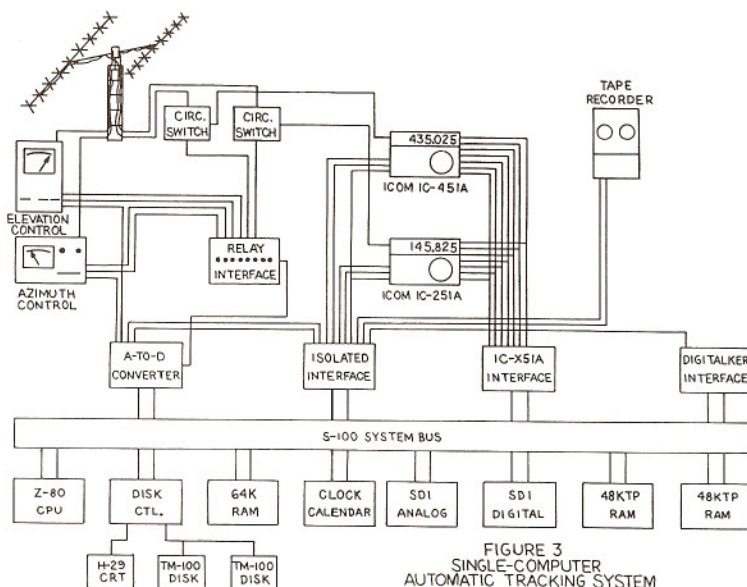 TAPE
RECORDER
CIRC.
SWITCH
CIRC.
SWITCH
435.025
ICOM IC-451A
ELEVATION
CONTROL
RELAY
INTERFACE
145.825
ICOM IC-251A
AZIMUTH
CONTROL
A-TO-D
CONVERTER
ISOLATED
INTERFACE
IC-X51A
INTERFACE
DIGITALKER
INTERFACE
S-100 SYSTEM BUS
Z-80
CPU
DISK
CTL.
64K
RAM
CLOCK
CALENDAR
SDI
ANALOG
SDI
DIGITAL
48KTP
RAM
48KTP
RAM
H-29
CRT
TM-100
DISK
TM-100
DISK
FIGURE 3
SINGLE-COMPUTER
AUTOMATIC TRACKING SYSTEM